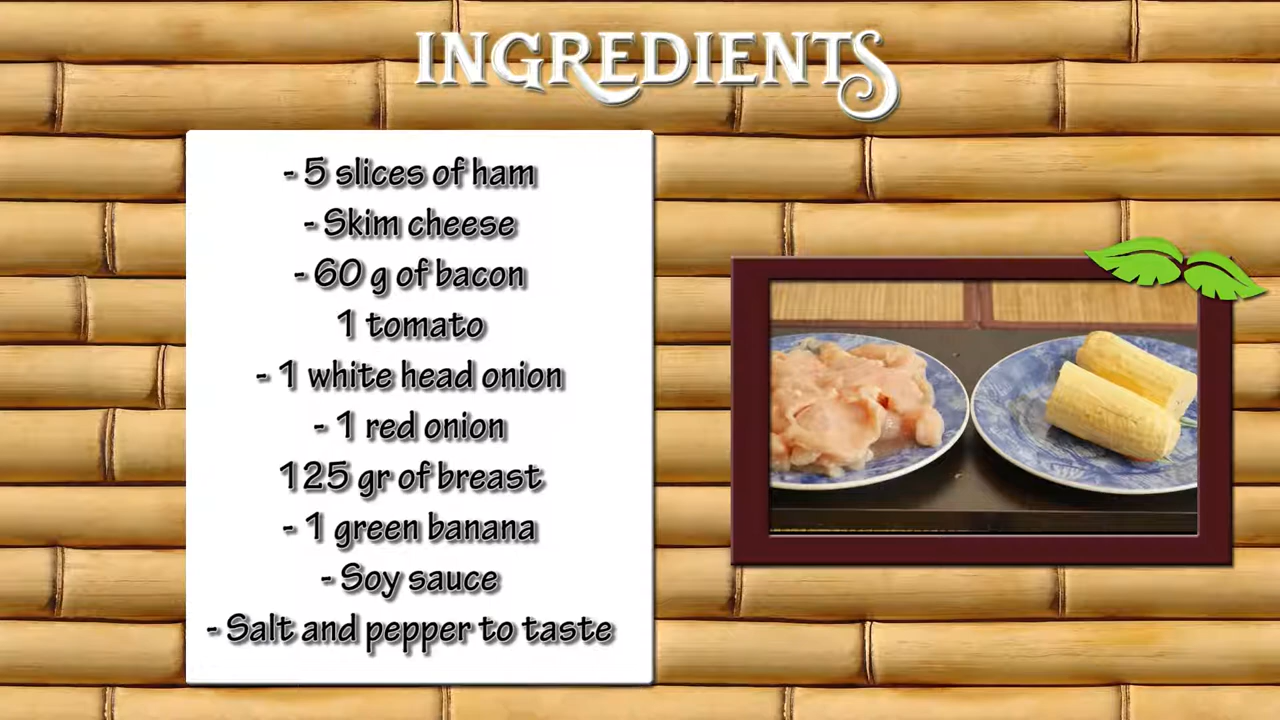 INGREDIENTS
- 5 slices of ham
- Skim cheese
- 60 g of bacon
1 tomato
- 1 white head onion
- 1 red onion
125 gr of breast
- 1 green banana
- Soy sauce
- Salt and pepper to taste